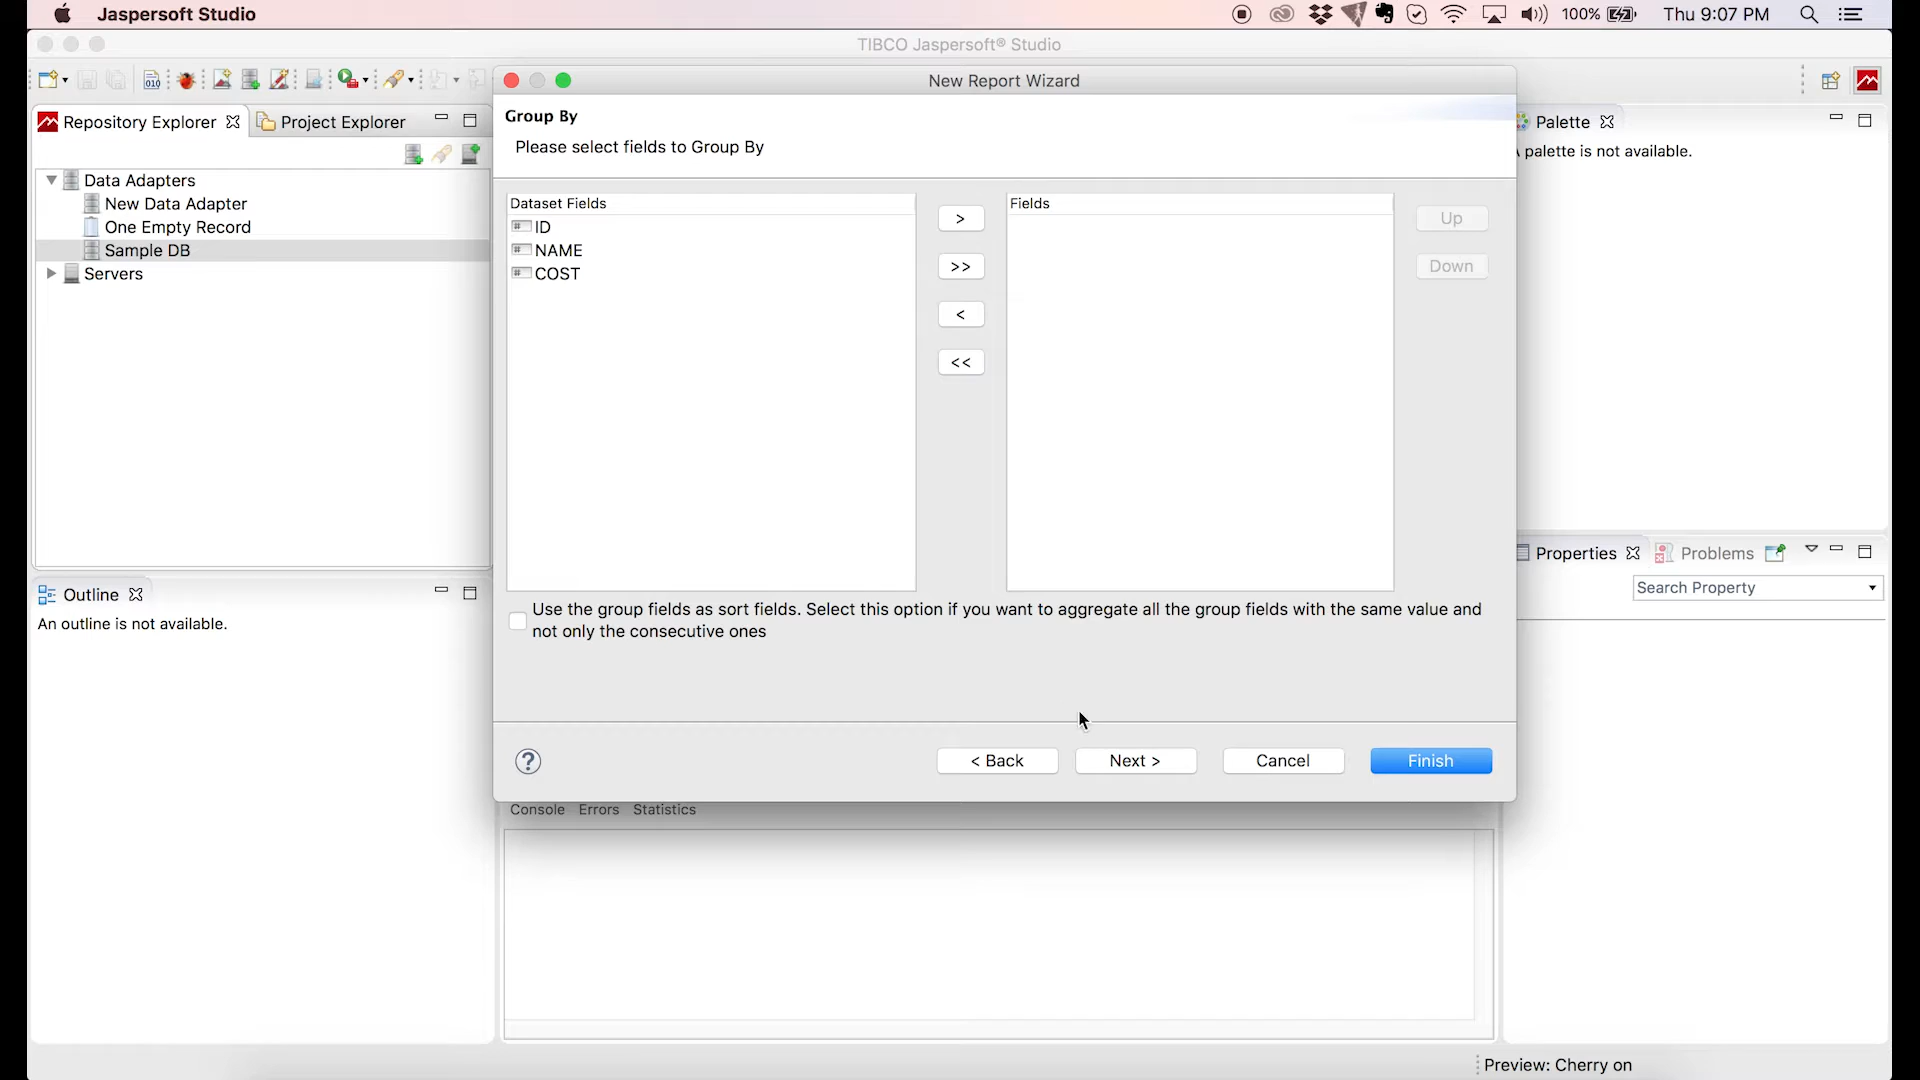 Jaspersoft Studio
100%
Thu 9:07 PM
TIBCO Jaspersoft® Studio
010
New Report Wizard
Repository Explorer
Project Explorer
Group By
Please select fields to Group By
Palette
palette is not available.
Data Adapters
New Data Adapter
One Empty Record
Sample DB
Servers
Dataset Fields
ID
NAME
COST
>
>>
<
<<
Fields
Up
Down
Use the group fields as sort fields. Select this option if you want to aggregate all the group fields with the same value and
not only the consecutive ones
Properties
Problems
Search Property
Outline
An outline is not available.
?
< Back
Next >
Cancel
Finish
Console Errors Statistics
Preview: Cherry on